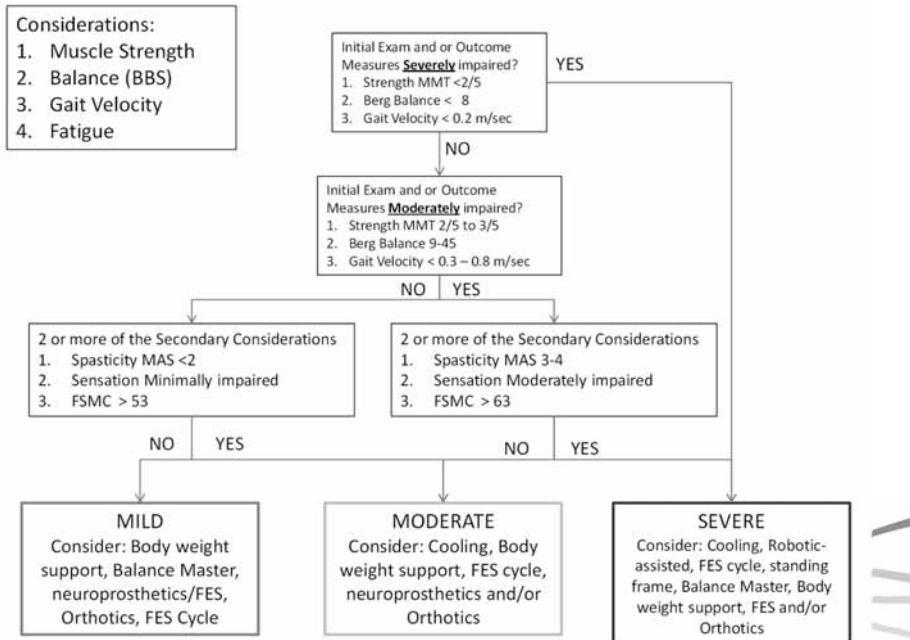 Considerations:
1. Muscle Strength
2. Balance (BBS)
3. Gait Velocity
4. Fatigue
Initial Exam and or Outcome
Measures Severely impaired?
1. Strength MMT <2/5
2. Berg Balance < 8
3. Gait Velocity < 0.2 m/sec
YES
NO
Initial Exam and or Outcome
Measures Moderately impaired?
1. Strength MMT 2/5 to 3/5
2. Berg Balance 9-45
3. Gait Velocity < 0.3 – 0.8 m/sec
NO YES
2 or more of the Secondary Considerations
1. Spasticity MAS <2
2. Sensation Minimally impaired
3. FSMC > 53
2 or more of the Secondary Considerations
1. Spasticity MAS 3-4
2. Sensation Moderately impaired
3. FSMC > 63
NO YES
NO YES
MILD
Consider: Body weight
support, Balance Master,
neuroprosthetics/FES,
Orthotics, FES Cycle
MODERATE
Consider: Cooling, Body
weight support, FES cycle,
neuroprosthetics and/or
Orthotics
SEVERE
Consider: Cooling, Robotic-
assisted, FES cycle, standing
frame, Balance Master, Body
weight support, FES and/or
Orthotics